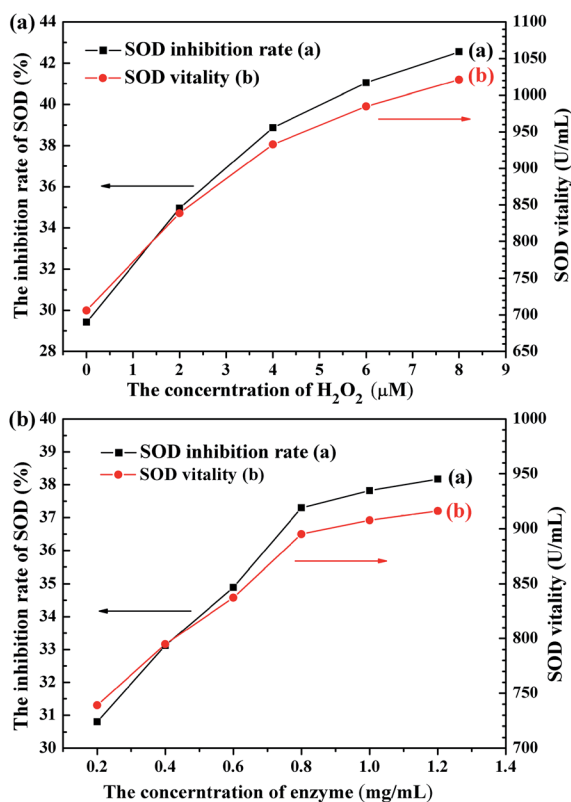 (a)
44
42
40
38
36
34
32
30
28
The inhibition rate of SOD (%)
SOD inhibition rate (a)
SOD vitality (b)
(a)
(b)
1100
1050
1000
950
900
850
800
750
700
650
SOD vitality (U/mL)
0 1 2 3 4 5 6 7 8 9
The concerntration of H₂O₂ (μM)
(b)
40
39
38
37
36
35
34
33
32
31
30
The inhibition rate of SOD (%)
SOD inhibition rate (a)
SOD vitality (b)
(a)
(b)
1000
950
900
850
800
750
700
SOD vitality (U/mL)
0.2 0.4 0.6 0.8 1.0 1.2 1.4
The concerntration of enzyme (mg/mL)